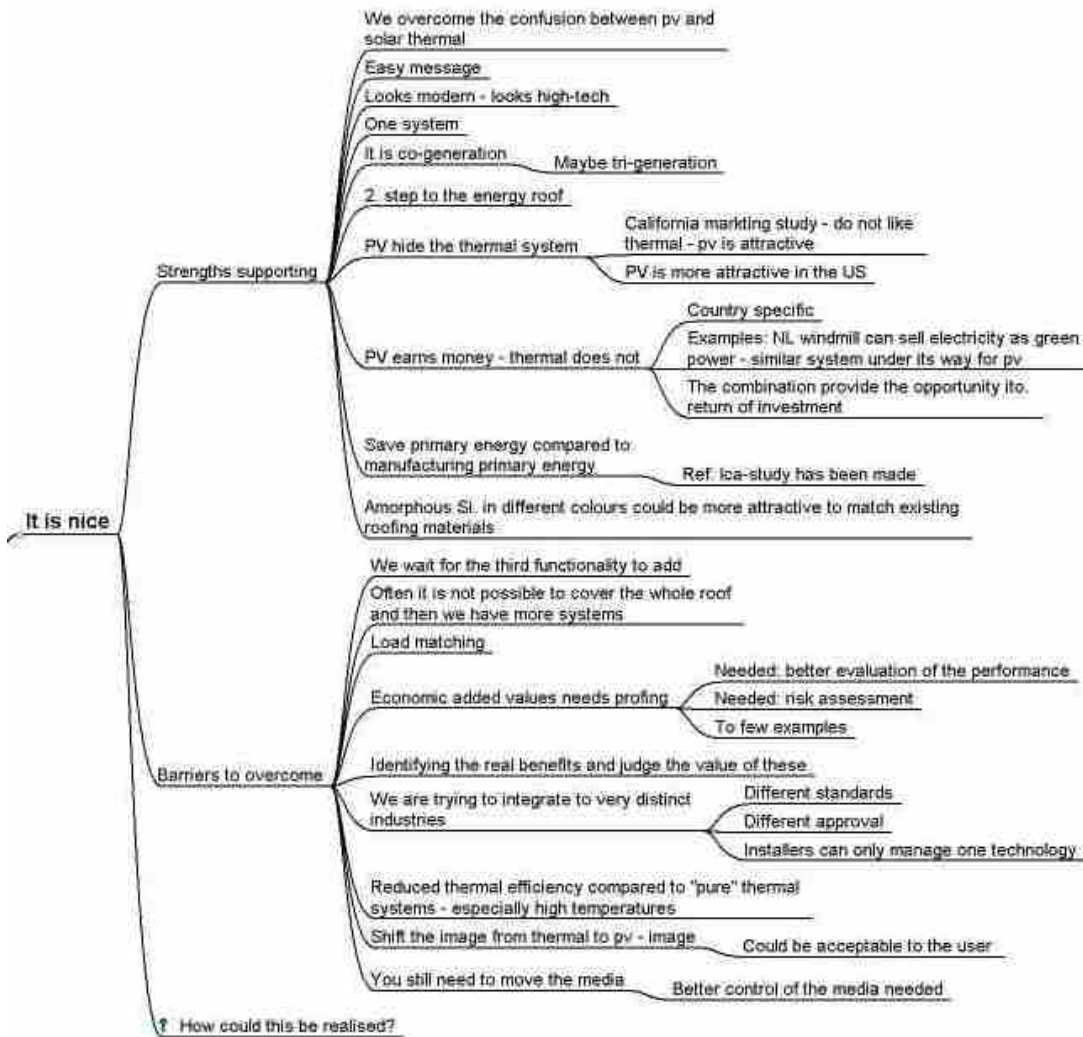 We overcome the confusion between pv and
solar thermal
Easy message
Looks modern - looks high-tech
One system
It is co-generation
Maybe tri-generation
2. step to the energy roof
PV hide the thermal system
California markting study - do not like
thermal - pv is attractive
PV is more attractive in the US
Strengths supporting
PV earns money - thermal does not
Country specific
Examples: NL windmill can sell electricity as green
power - similar system under its way for pv
The combination provide the opportunity ito.
return of investment
Save primary energy compared to
manufacturing primary energy
Ref. lca-study has been made
Amorphous Si. in different colours could be more attractive to match existing
roofing materials
It is nice
We wait for the third functionality to add
Often it is not possible to cover the whole roof
and then we have more systems
Load matching
Economic added values needs profing
Needed: better evaluation of the performance
Needed: risk assessment
To few examples
Barriers to overcome
Identifying the real benefits and judge the value of these
We are trying to integrate to very distinct
industries
Different standards
Different approval
Installers can only manage one technology
Reduced thermal efficiency compared to "pure" thermal
systems - especially high temperatures
Shift the image from thermal to pv - image
Could be acceptable to the user
You still need to move the media
Better control of the media needed
? How could this be realised?